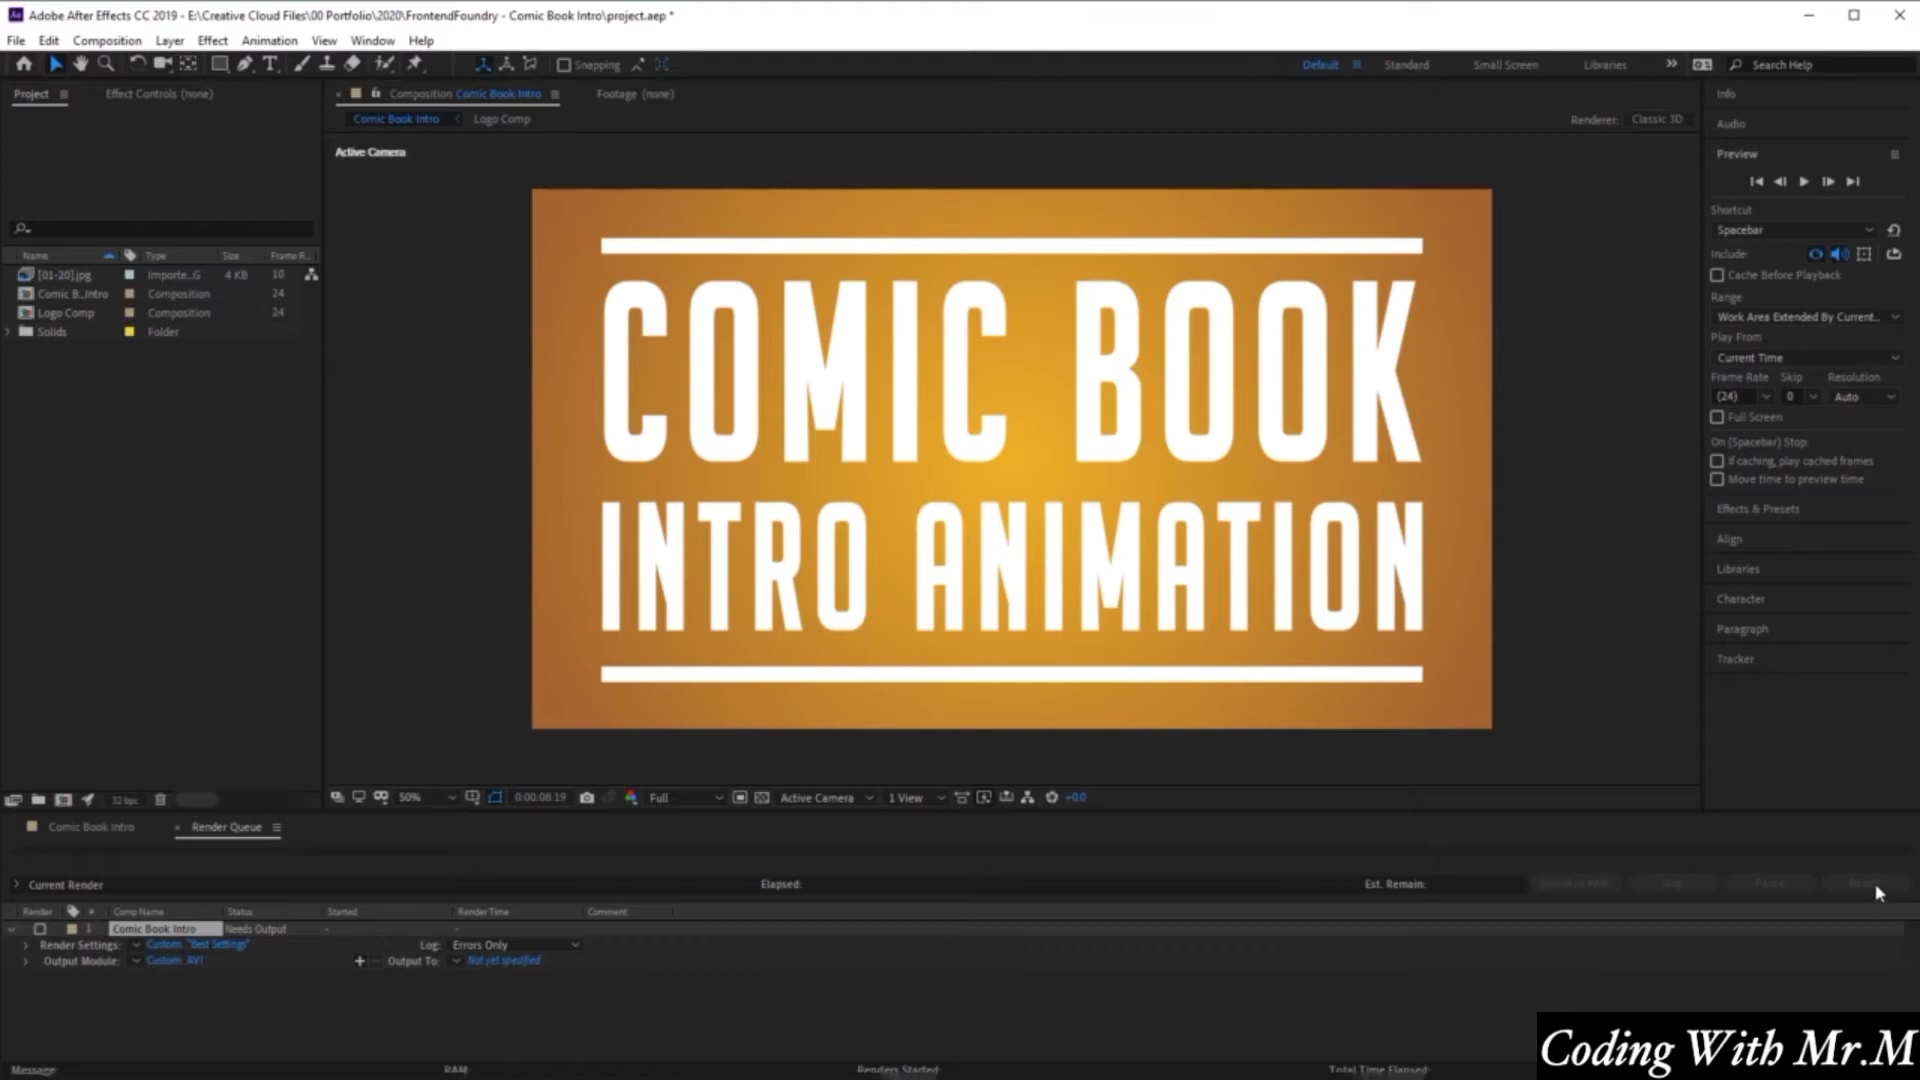 Adobe After Effects CC 2019 - E:\Creative Cloud Files\00 Portfolio\2020\FrontendFoundry - Comic Book Intro\project.aep *
File Edit Composition Layer Effect Animation View Window Help
Snapping
Default Standard Small Screen Libraries Search Help
Project Effect Controls (none)
Composition Comic Book Intro Footage (none)
Comic Book Intro Logo Comp
Renderer: Classic 3D
Active Camera
COMIC BOOK
INTRO ANIMATION
Name Type Size Frame R...
[01-20].jpg Importe...G 4 KB 10
Comic B...Intro Composition 24
Logo Comp Composition 24
Solids Folder
Info
Audio
Preview
Shortcut
Spacebar
Include:
Cache Before Playback
Range
Work Area Extended By Current...
Play From
Current Time
Frame Rate Skip Resolution
(24) 0 Auto
Full Screen
On (Spacebar) Stop:
If caching, play cached frames
Move time to preview time
Effects & Presets
Align
Libraries
Character
Paragraph
Tracker
32 bpc
50% 0:00:08:19 Full Active Camera 1 View +0.0
Comic Book Intro Render Queue
Current Render Elapsed: Est. Remain:
Stop Pause
Render # Comp Name Status Started Render Time Comment
1 Comic Book Intro Needs Output - -
Render Settings: Custom: "Best Settings" Log: Errors Only
Output Module: Custom: AVI Output To: Not yet specified
Message: RAM: Renders Started: Total Time Elapsed:
Coding With Mr.M